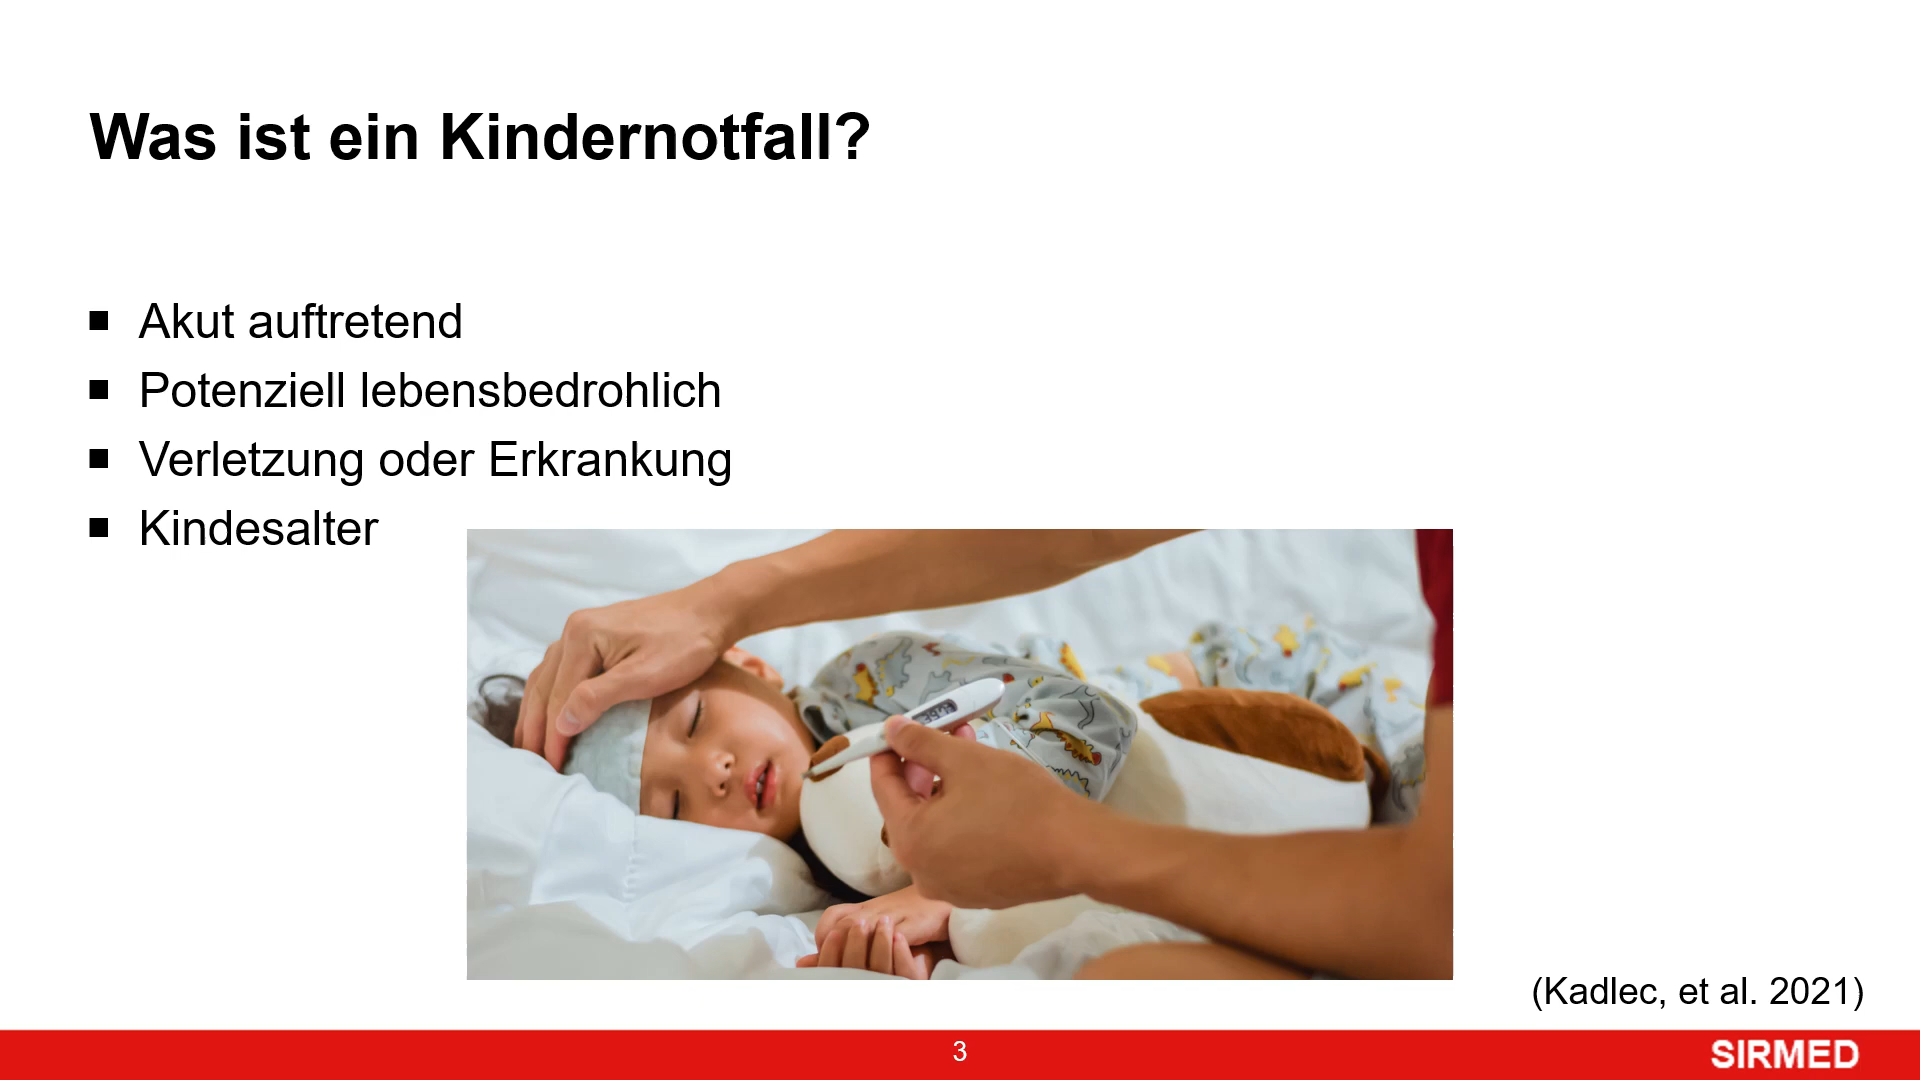 Was ist ein Kindernotfall?
Akut auftretend
Potenziell lebensbedrohlich
Verletzung oder Erkrankung
Kindesalter
(Kadlec, et al. 2021)
3
SIRMED